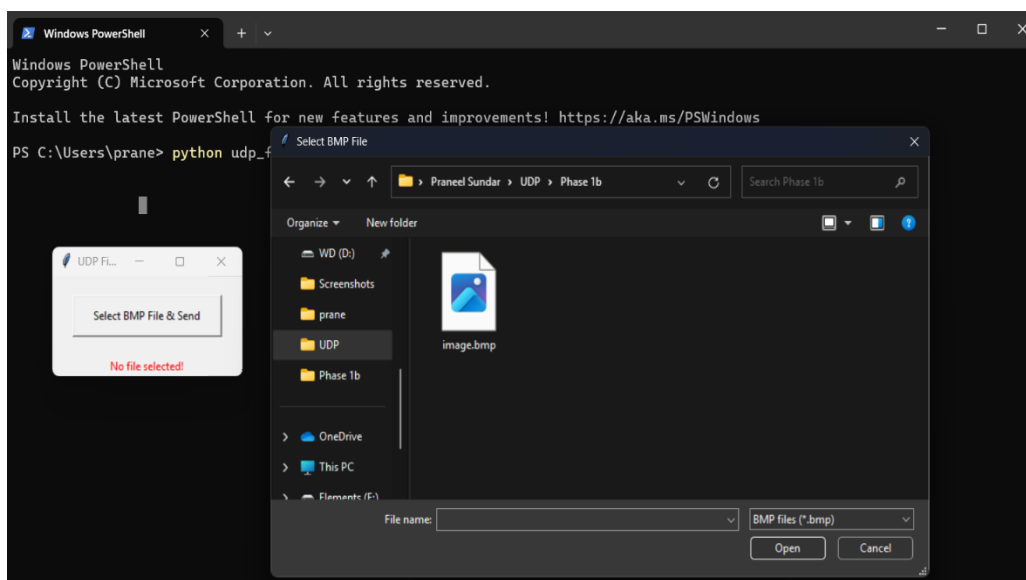 Windows PowerShell
Windows PowerShell
Copyright (C) Microsoft Corporation. All rights reserved.
Install the latest PowerShell for new features and improvements! https://aka.ms/PSWindows
PS C:\Users\prane> python udp_f
Select BMP File
Praneel Sundar > UDP > Phase 1b
Search Phase 1b
Organize
New folder
WD (D:)
Screenshots
prane
UDP
Phase 1b
OneDrive
This PC
Elements (E:)
image.bmp
File name:
BMP files (*.bmp)
Open
Cancel
UDP Fi...
Select BMP File & Send
No file selected!